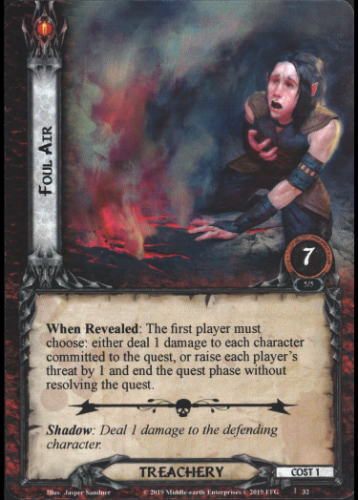 FOUL AIR
7
5/5
When Revealed: The first player must
choose: either deal 1 damage to each character
committed to the quest, or raise each player's
threat by 1 and end the quest phase without
resolving the quest.
Shadow: Deal 1 damage to the defending
character.
TREACHERY
COST 1
Illus. Jasper Sandner
© 2015 Middle-earth Enterprises © 2015 FFG
32